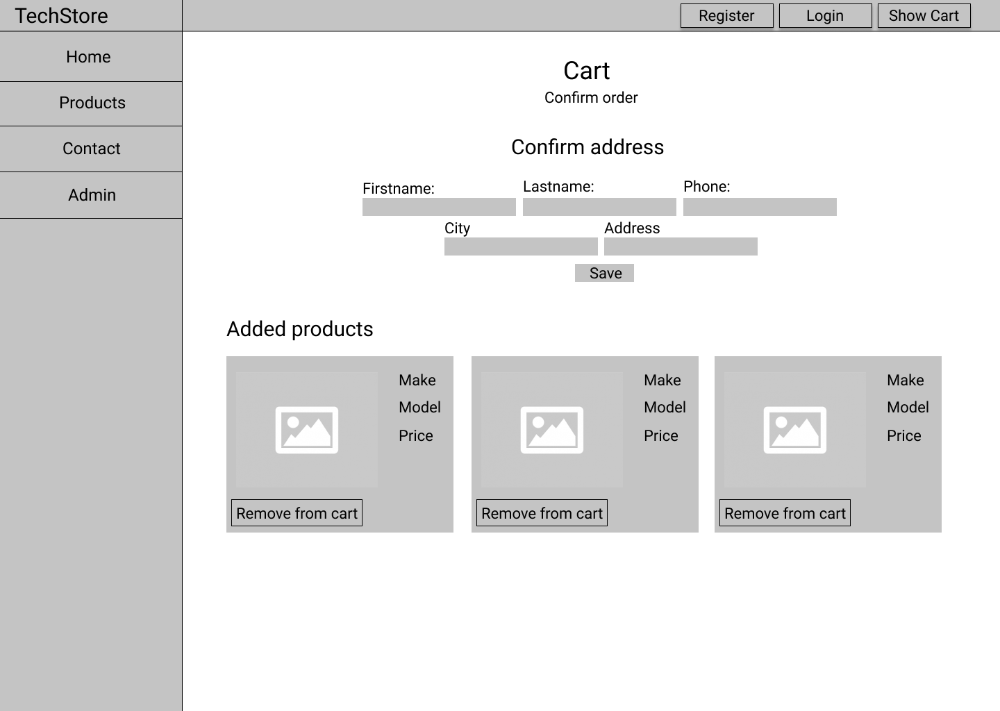 TechStore
Register Login Show Cart
Home
Products
Contact
Admin
Cart
Confirm order
Confirm address
Firstname: Lastname: Phone:
City Address
Save
Added products
Make Make Make
Model Model Model
Price Price Price
Remove from cart Remove from cart Remove from cart